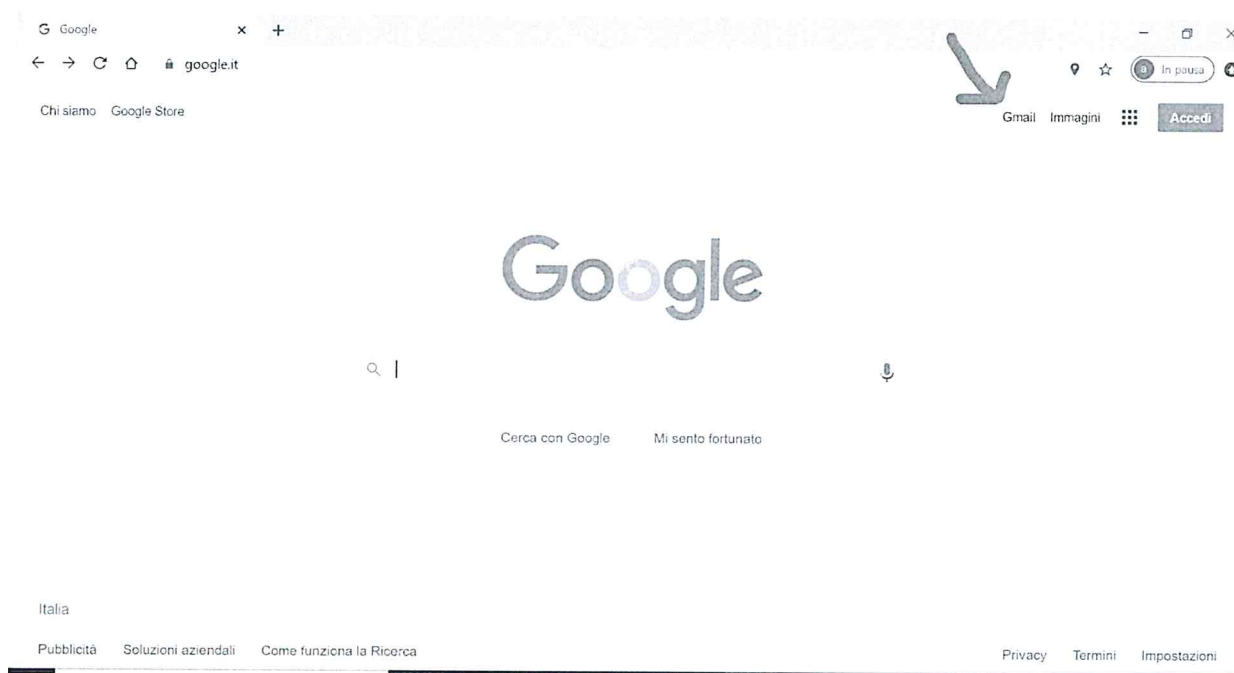 G Google × +
google.it
a In pausa
Chi siamo Google Store
Gmail Immagini Accedi
Google
Cerca con Google Mi sento fortunato
Italia
Pubblicità Soluzioni aziendali Come funziona la Ricerca
Privacy Termini Impostazioni